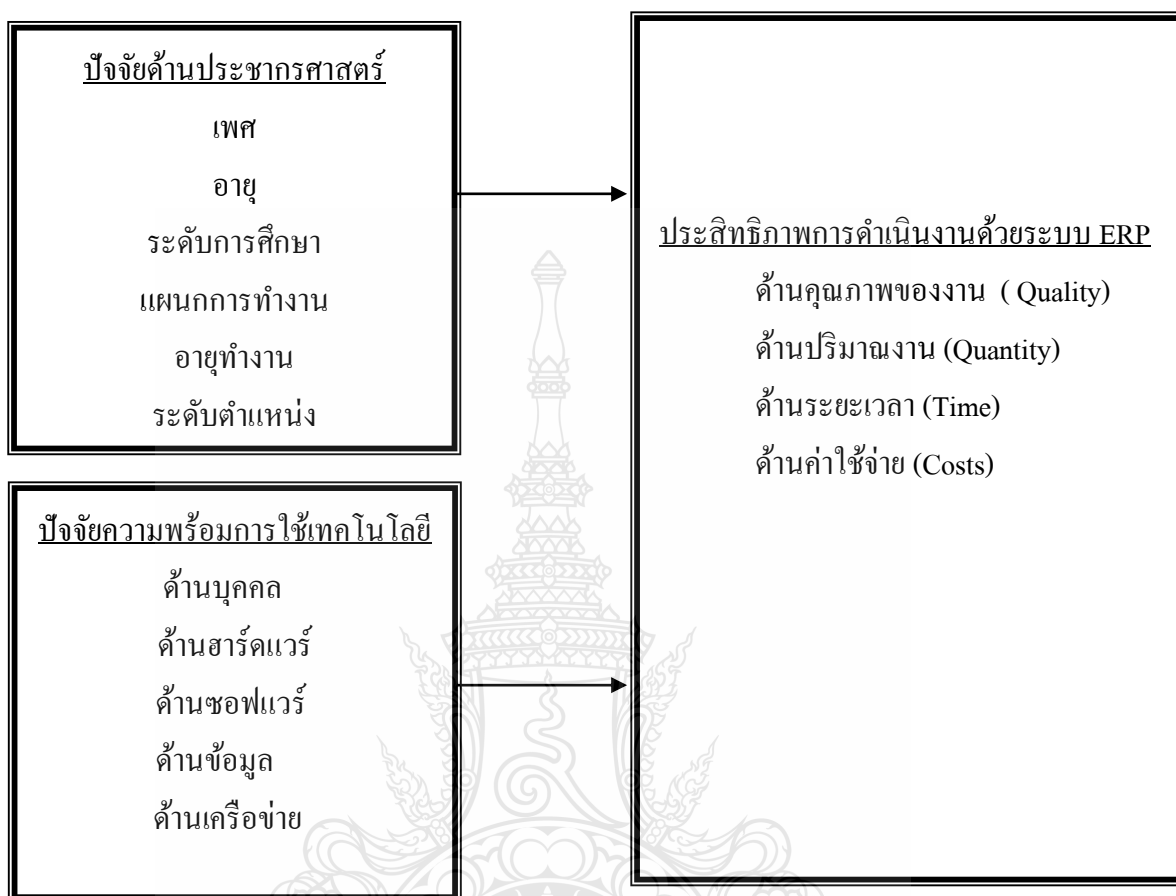 ปัจจัยด้านประชากรศาสตร์
เพศ
อายุ
ระดับการศึกษา
แผนกการทำงาน
อายุทำงาน
ระดับตำแหน่ง
ปัจจัยความพร้อมการใช้เทคโนโลยี
ด้านบุคคล
ด้านฮาร์ดแวร์
ด้านซอฟแวร์
ด้านข้อมูล
ด้านเครือข่าย
ประสิทธิภาพการดำเนินงานด้วยระบบ ERP
ด้านคุณภาพของงาน ( Quality)
ด้านปริมาณงาน (Quantity)
ด้านระยะเวลา (Time)
ด้านค่าใช้จ่าย (Costs)